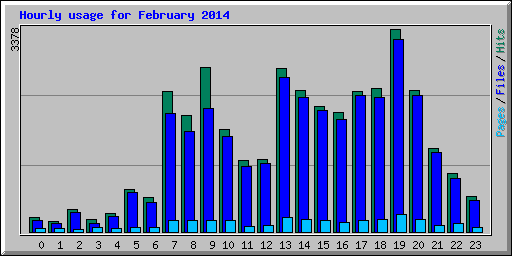 Hourly usage for February 2014
3378
Pages / Files / Hits
0 1 2 3 4 5 6 7 8 9 10 11 12 13 14 15 16 17 18 19 20 21 22 23